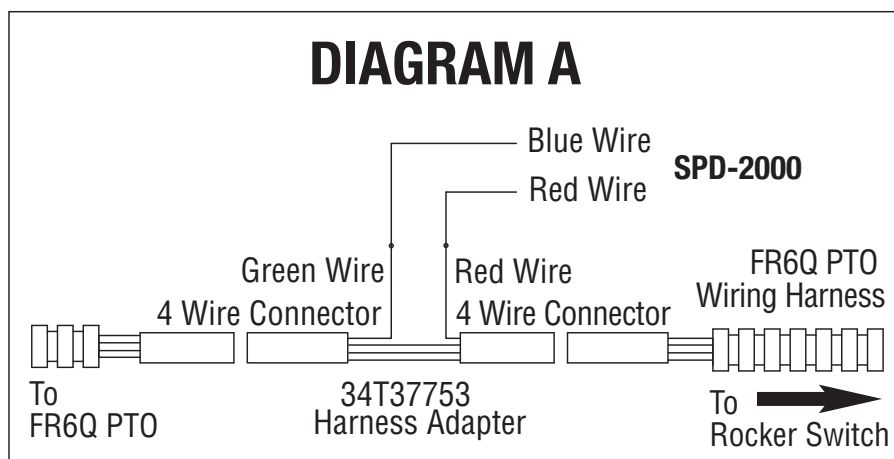 DIAGRAM A
Blue Wire
SPD-2000
Red Wire
Green Wire
Red Wire
FR6Q PTO
Wiring Harness
4 Wire Connector
4 Wire Connector
To
FR6Q PTO
34T37753
Harness Adapter
To
Rocker Switch